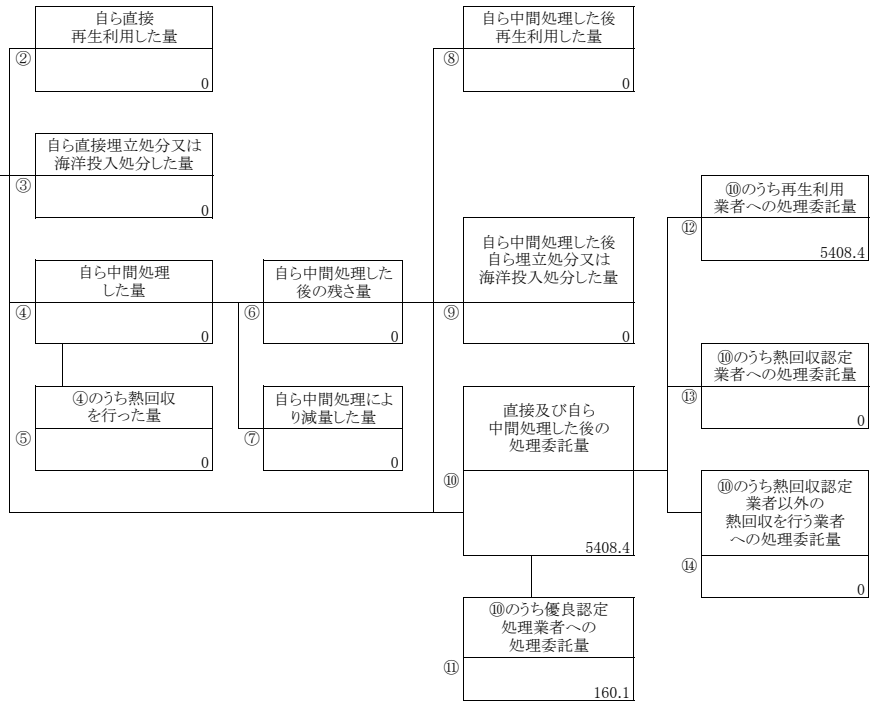 自ら直接
再生利用した量
②
0
自ら直接埋立処分又は
海洋投入処分した量
③
0
自ら中間処理
した量
④
0
④のうち熱回収
を行った量
⑤
0
自ら中間処理した
後の残さ量
⑥
0
自ら中間処理によ
り減量した量
⑦
0
自ら中間処理した後
再生利用した量
⑧
0
自ら中間処理した後
自ら埋立処分又は
海洋投入処分した量
⑨
0
直接及び自ら
中間処理した後の
処理委託量
⑩
5408.4
⑩のうち優良認定
処理業者への
処理委託量
⑪
160.1
⑩のうち再生利用
業者への処理委託量
⑫
5408.4
⑩のうち熱回収認定
業者への処理委託量
⑬
0
⑩のうち熱回収認定
業者以外の
熱回収を行う業者
への処理委託量
⑭
0